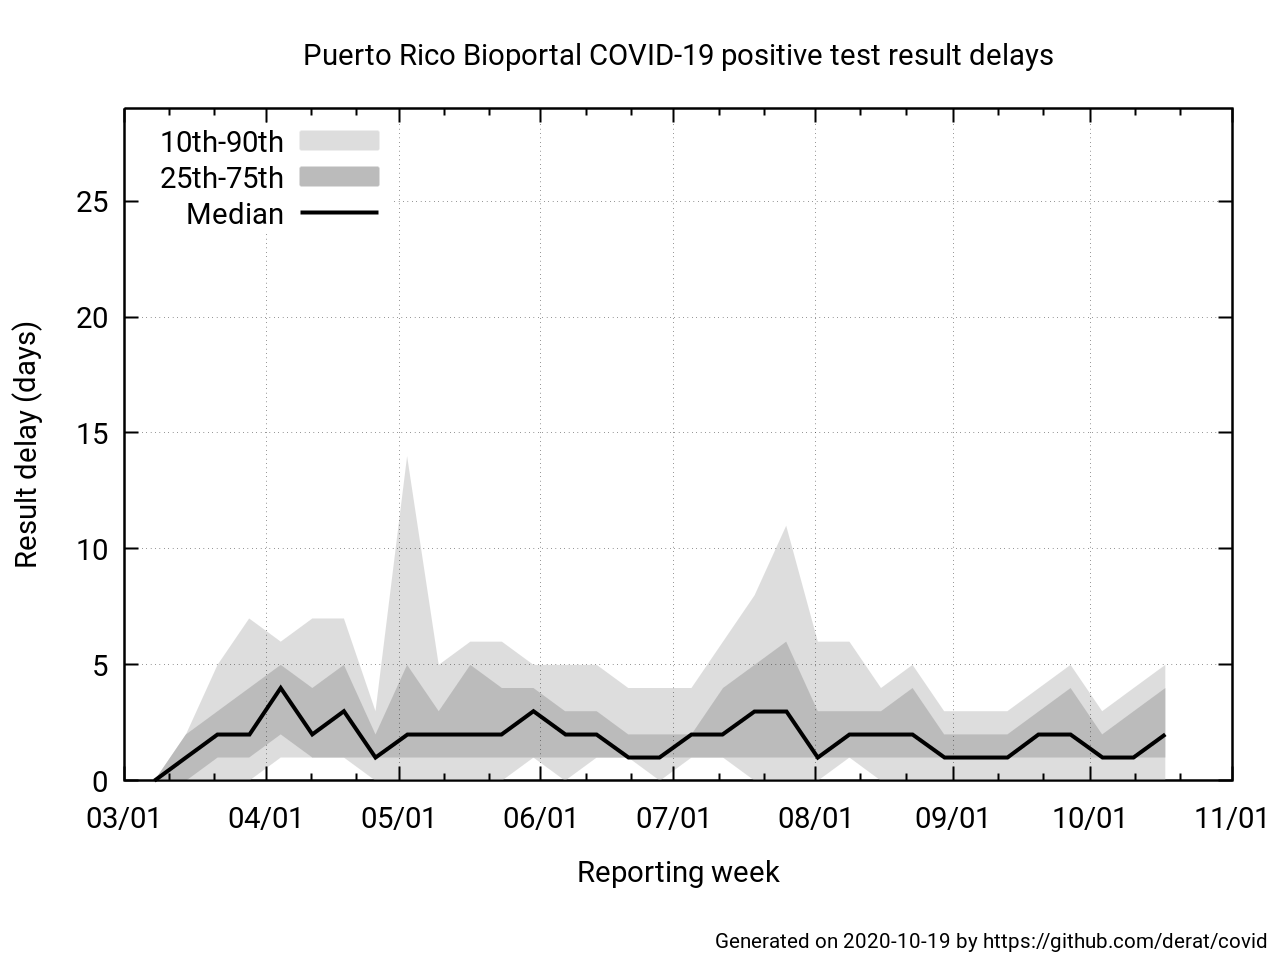 Puerto Rico Bioportal COVID-19 positive test result delays
10th-90th
25th-75th
Median
25
20
15
10
5
0
Result delay (days)
03/01 04/01 05/01 06/01 07/01 08/01 09/01 10/01 11/01
Reporting week
Generated on 2020-10-19 by https://github.com/derat/covid